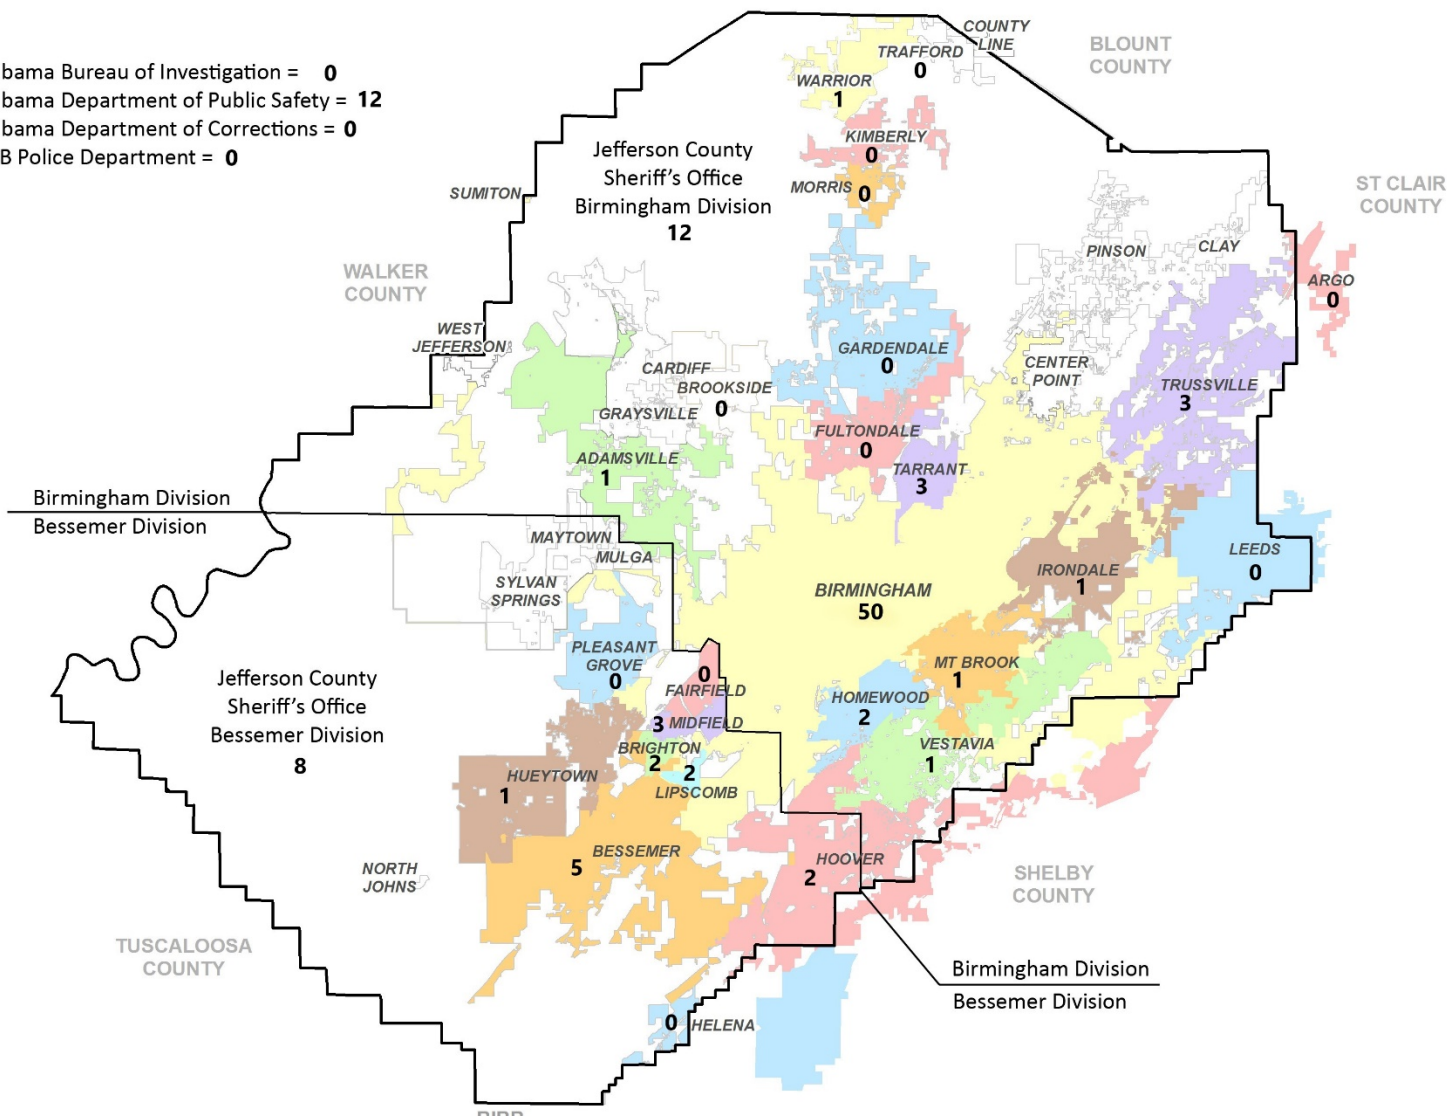 COUNTY
LINE
BLOUNT
COUNTY
TRAFFORD
0
bama Bureau of Investigation = 0
bama Department of Public Safety = 12
bama Department of Corrections = 0
B Police Department = 0
WARRIOR
1
KIMBERLY
0
MORRIS 0
Jefferson County
Sheriff's Office
Birmingham Division
12
SUMITON
ST CLAIR
COUNTY
PINSON
CLAY
WALKER
COUNTY
ARGO
0
WEST
JEFFERSON
GARDENDALE
0
CARDIFF
BROOKSIDE
0
CENTER
POINT
TRUSSVILLE
3
GRAYSVILLE
FULTONDALE
0
ADAMSVILLE
1
TARRANT
3
Birmingham Division
Bessemer Division
MAYTOWN
MULGA
LEEDS
0
SYLVAN
SPRINGS
IRONDALE
1
BIRMINGHAM
50
PLEASANT
GROVE
0
MT BROOK
1
0
FAIRFIELD
HOMEWOOD
2
Jefferson County
Sheriff's Office
Bessemer Division
8
3 MIDFIELD
BRIGHTON
2
VESTAVIA
1
2
LIPSCOMB
HUEYTOWN
1
BESSEMER
5
HOOVER
2
NORTH
JOHNS
SHELBY
COUNTY
TUSCALOOSA
COUNTY
Birmingham Division
Bessemer Division
0 HELENA